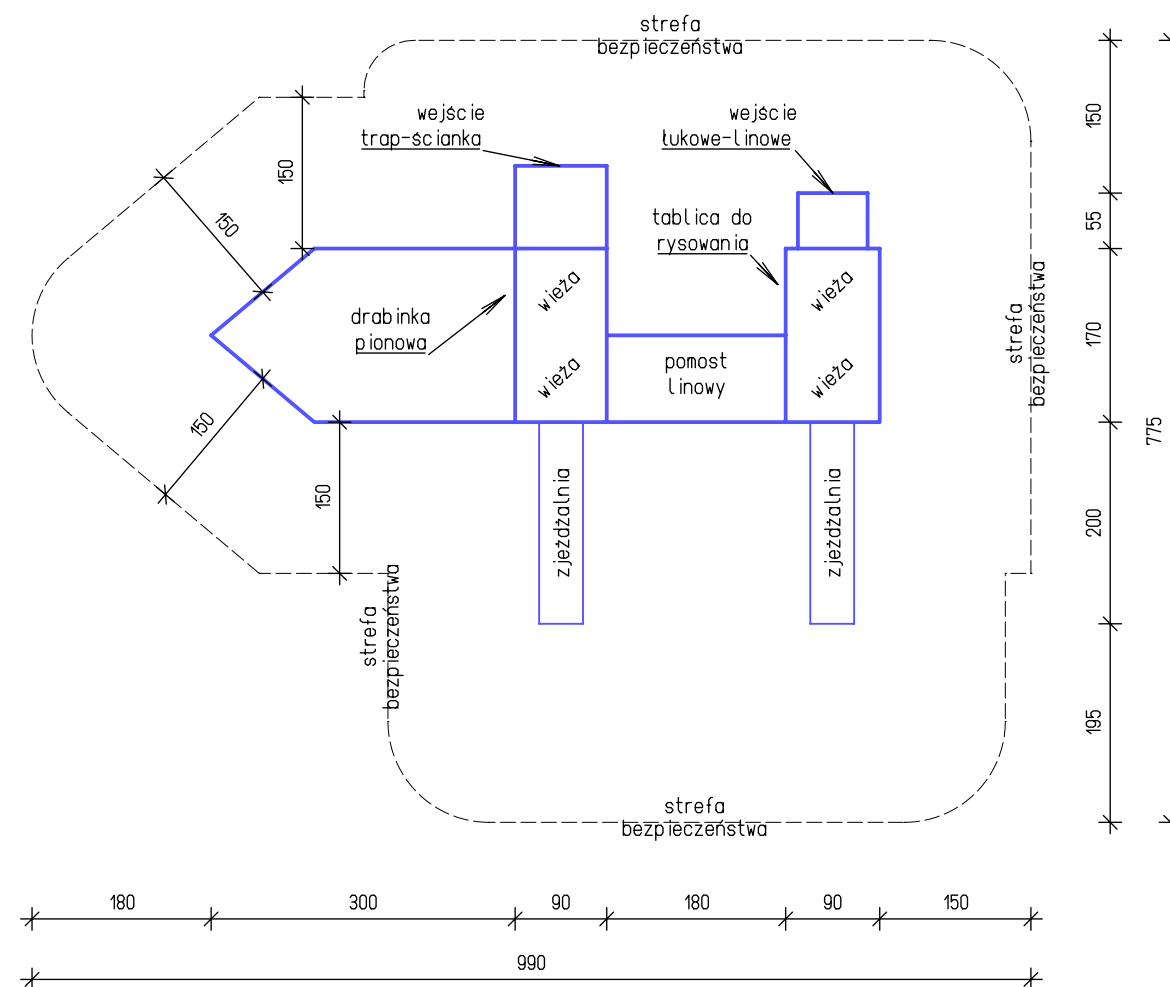 strefa
bezpieczeństwa
wejście
trap-ścianka
wejście
łukowe-linowe
150
150
150
tablica do
rysowania
55
drabinka
pionowa
wieża
wieża
strefa
bezpieczeństwa
170
pomost
linowy
wieża
wieża
150
150
775
zjeżdżalnia
zjeżdżalnia
200
strefa
bezpieczeństwa
195
strefa
bezpieczeństwa
180
300
90
180
90
150
990